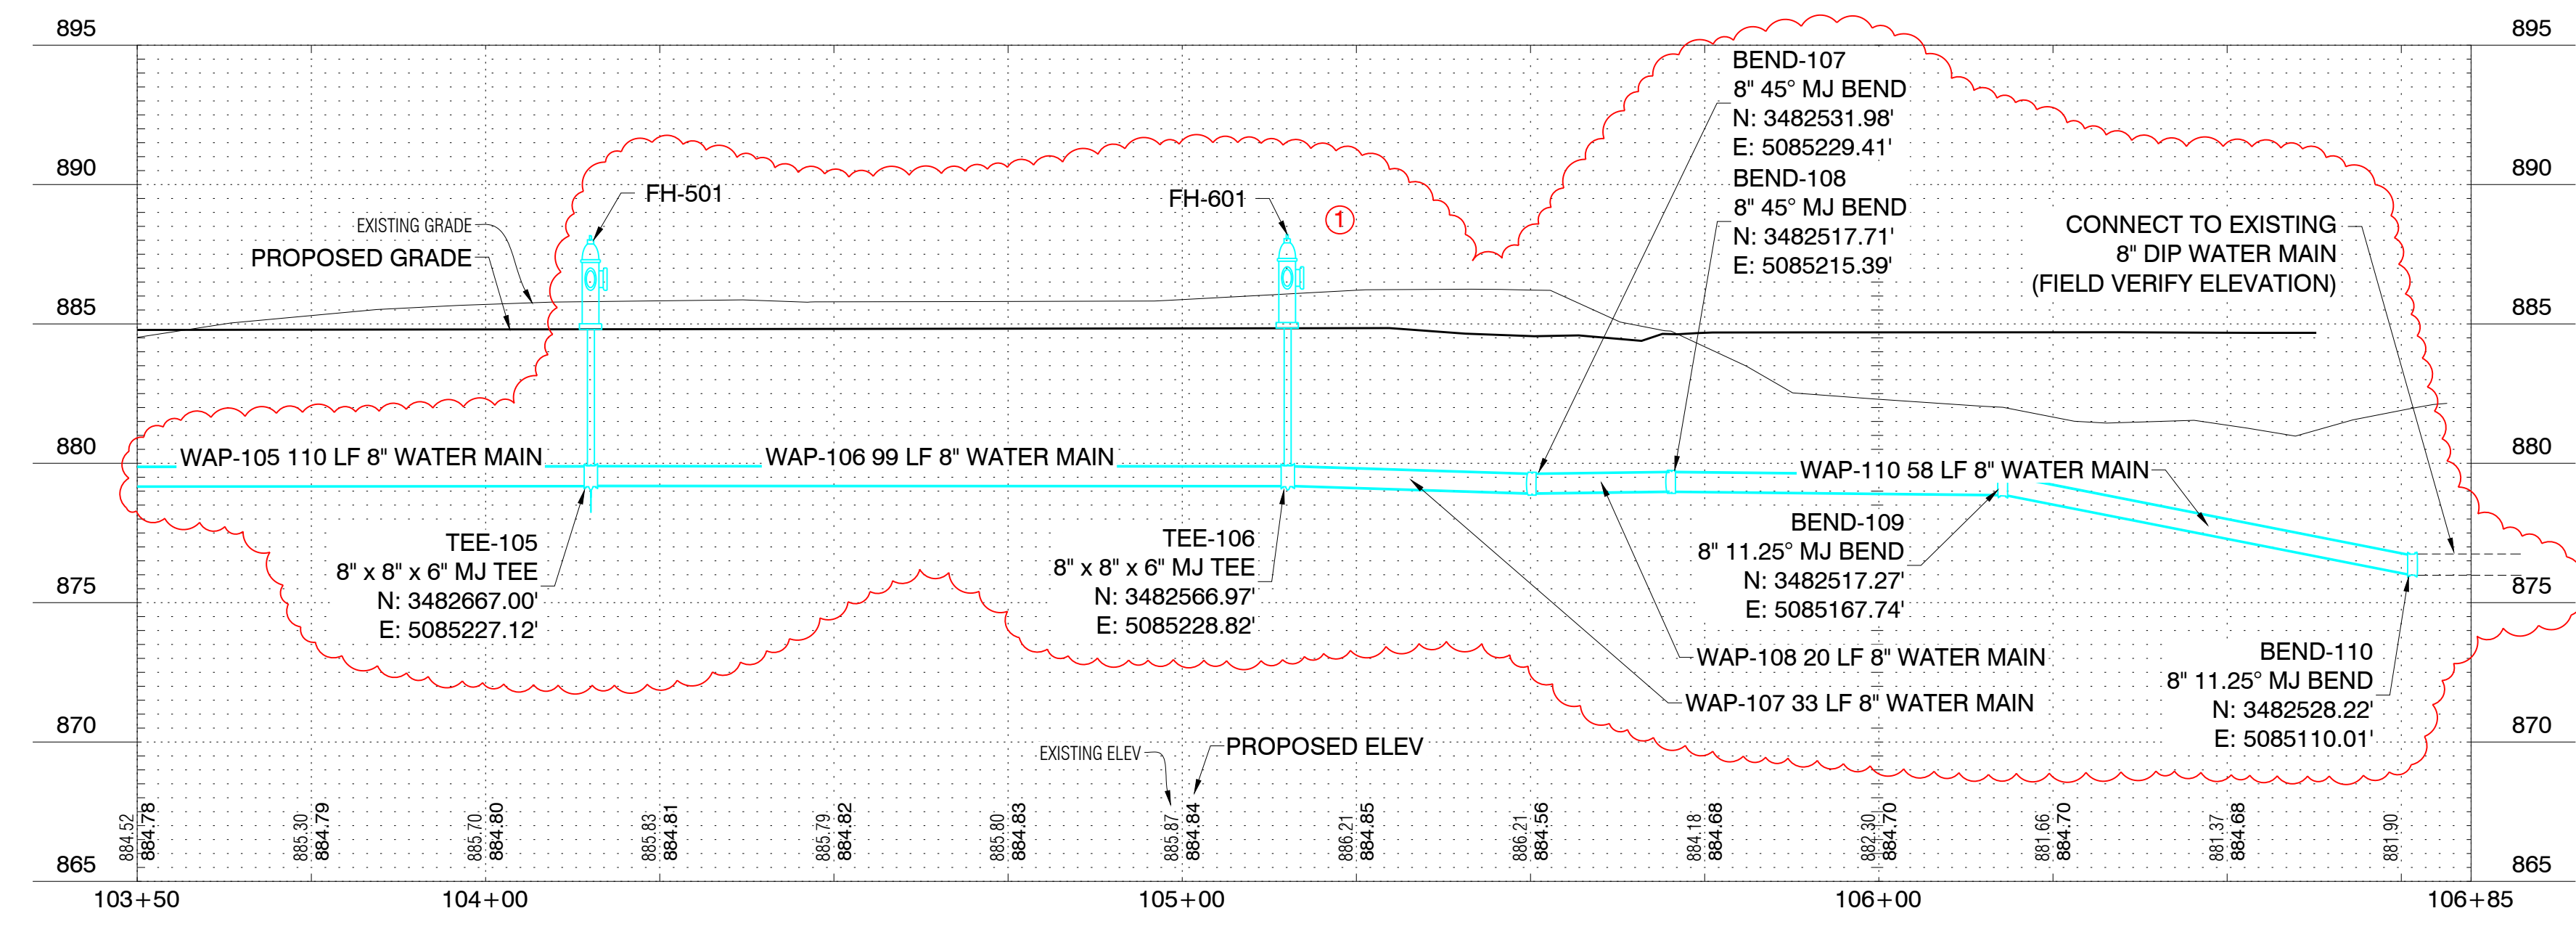 895
895
BEND-107
8" 45° MJ BEND
N: 3482531.98'
E: 5085229.41'
BEND-108
8" 45° MJ BEND
N: 3482517.71'
E: 5085215.39'
890
890
FH-501
FH-601
1
EXISTING GRADE
PROPOSED GRADE
CONNECT TO EXISTING
8" DIP WATER MAIN
(FIELD VERIFY ELEVATION)
885
885
880
880
WAP-105 110 LF 8" WATER MAIN
WAP-106 99 LF 8" WATER MAIN
WAP-110 58 LF 8" WATER MAIN
TEE-105
8" x 8" x 6" MJ TEE
N: 3482667.00'
E: 5085227.12'
TEE-106
8" x 8" x 6" MJ TEE
N: 3482566.97'
E: 5085228.82'
BEND-109
8" 11.25° MJ BEND
N: 3482517.27'
E: 5085167.74'
875
875
WAP-108 20 LF 8" WATER MAIN
WAP-107 33 LF 8" WATER MAIN
BEND-110
8" 11.25° MJ BEND
N: 3482528.22'
E: 5085110.01'
870
870
EXISTING ELEV
PROPOSED ELEV
884.52
884.78
885.30
884.79
885.70
884.80
885.83
884.81
885.79
884.82
885.80
884.83
885.87
884.84
886.21
884.85
886.21
884.56
884.18
884.68
882.30
884.70
881.66
884.70
881.37
884.68
881.90
865
865
103+50
104+00
105+00
106+00
106+85